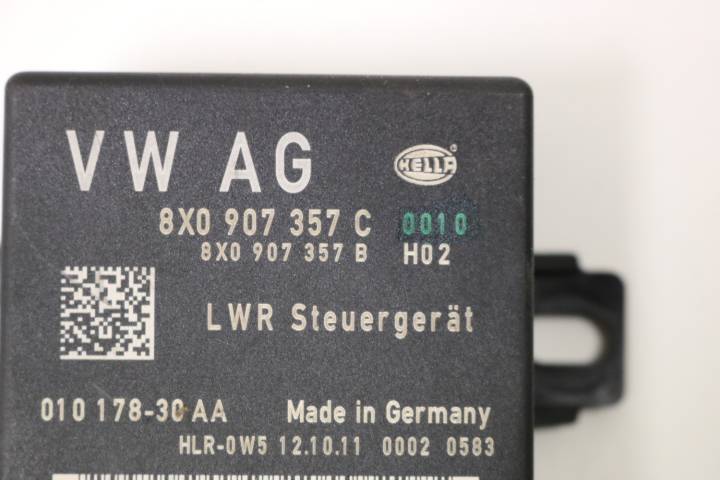 VW AG
HELLA
8X0 907 357 C 0010
8X0 907 357 B H02
LWR Steuergerät
010 178-30 AA Made in Germany
HLR-0W5 12.10.11 0002 0583